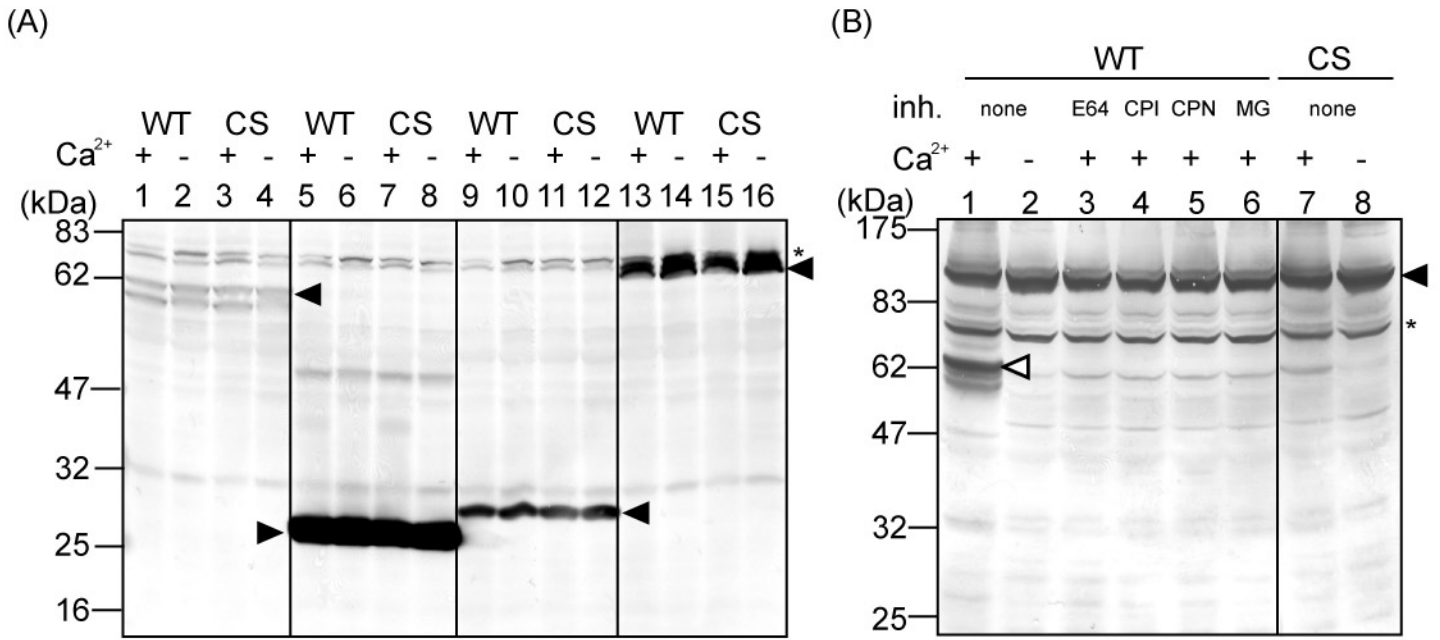 (A)
WT CS WT CS WT CS WT CS
Ca2+ + - + - + - + - + - + - + - + -
(kDa) 1 2 3 4 5 6 7 8 9 10 11 12 13 14 15 16
83
*
62
47
32
25
16
(B)
WT CS
inh. none E64 CPI CPN MG none
Ca2+ + - + + + + + -
(kDa) 1 2 3 4 5 6 7 8
175
83
*
62
47
32
25